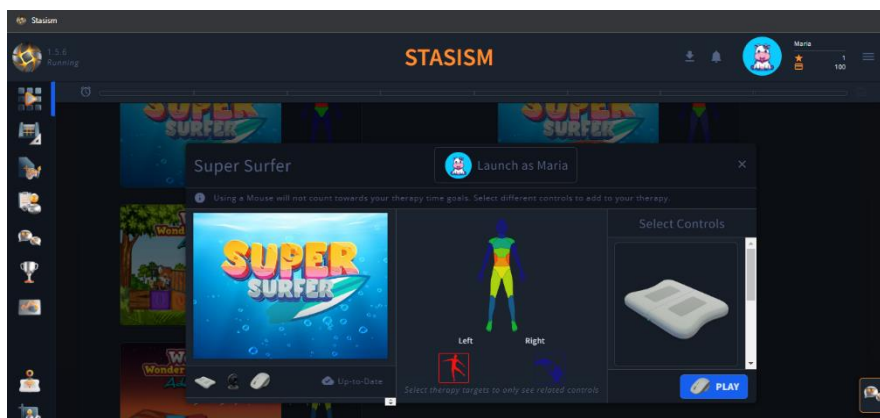 Stasism
1.5.6
Running
STASISM
Maria
1
100
SUPER
SURFER
SUPER
SURFER
Super Surfer
Launch as Maria
Using a Mouse will not count towards your therapy time goals. Select different controls to add to your therapy.
SUPER
SURFER
Select Controls
Left
Right
Up-to-Date
Select therapy targets to only see related controls
PLAY